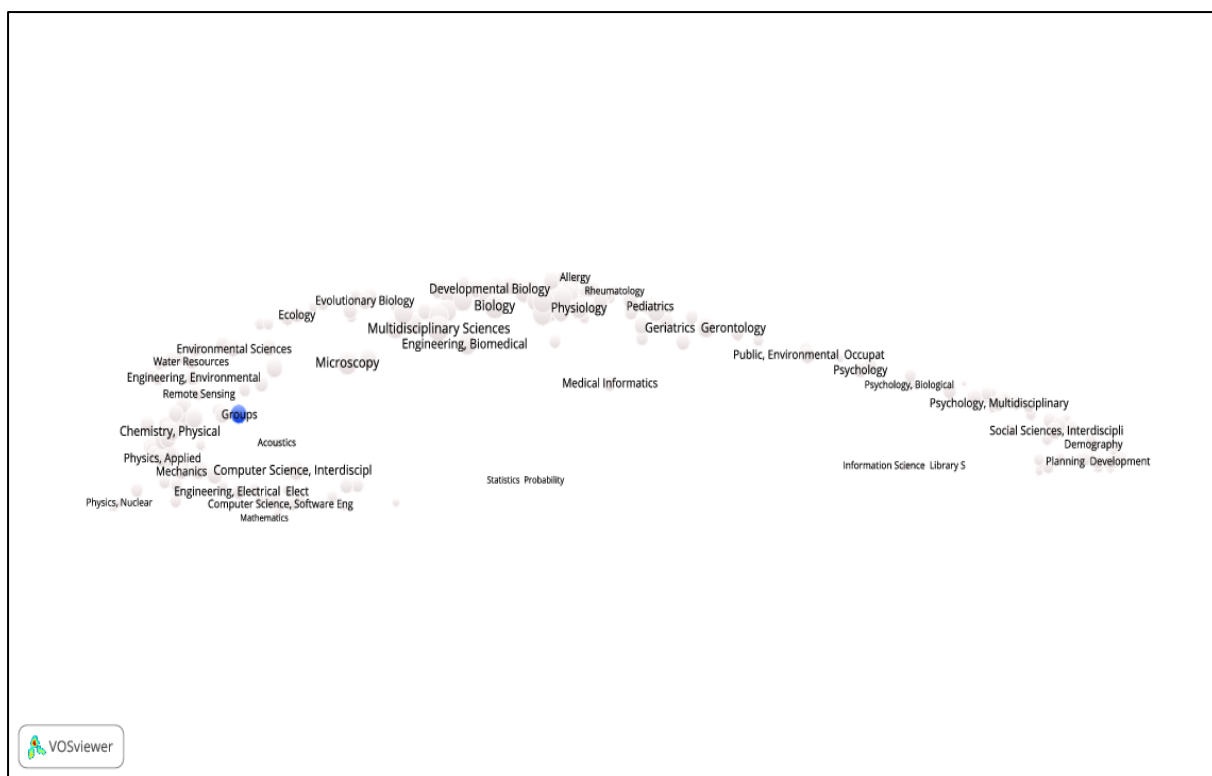 Allergy
Developmental Biology
Rheumatology
Evolutionary Biology
Biology
Physiology
Pediatrics
Ecology
Multidisciplinary Sciences
Geriatrics Gerontology
Engineering, Biomedical
Environmental Sciences
Public, Environmental Occupat
Water Resources
Microscopy
Psychology
Engineering, Environmental
Medical Informatics
Psychology, Biological
Remote Sensing
Psychology, Multidisciplinary
Groups
Chemistry, Physical
Social Sciences, Interdiscipli
Acoustics
Demography
Physics, Applied
Planning Development
Mechanics
Computer Science, Interdiscipl
Information Science Library S
Statistics Probability
Engineering, Electrical Elect
Physics, Nuclear
Computer Science, Software Eng
Mathematics
VOSviewer